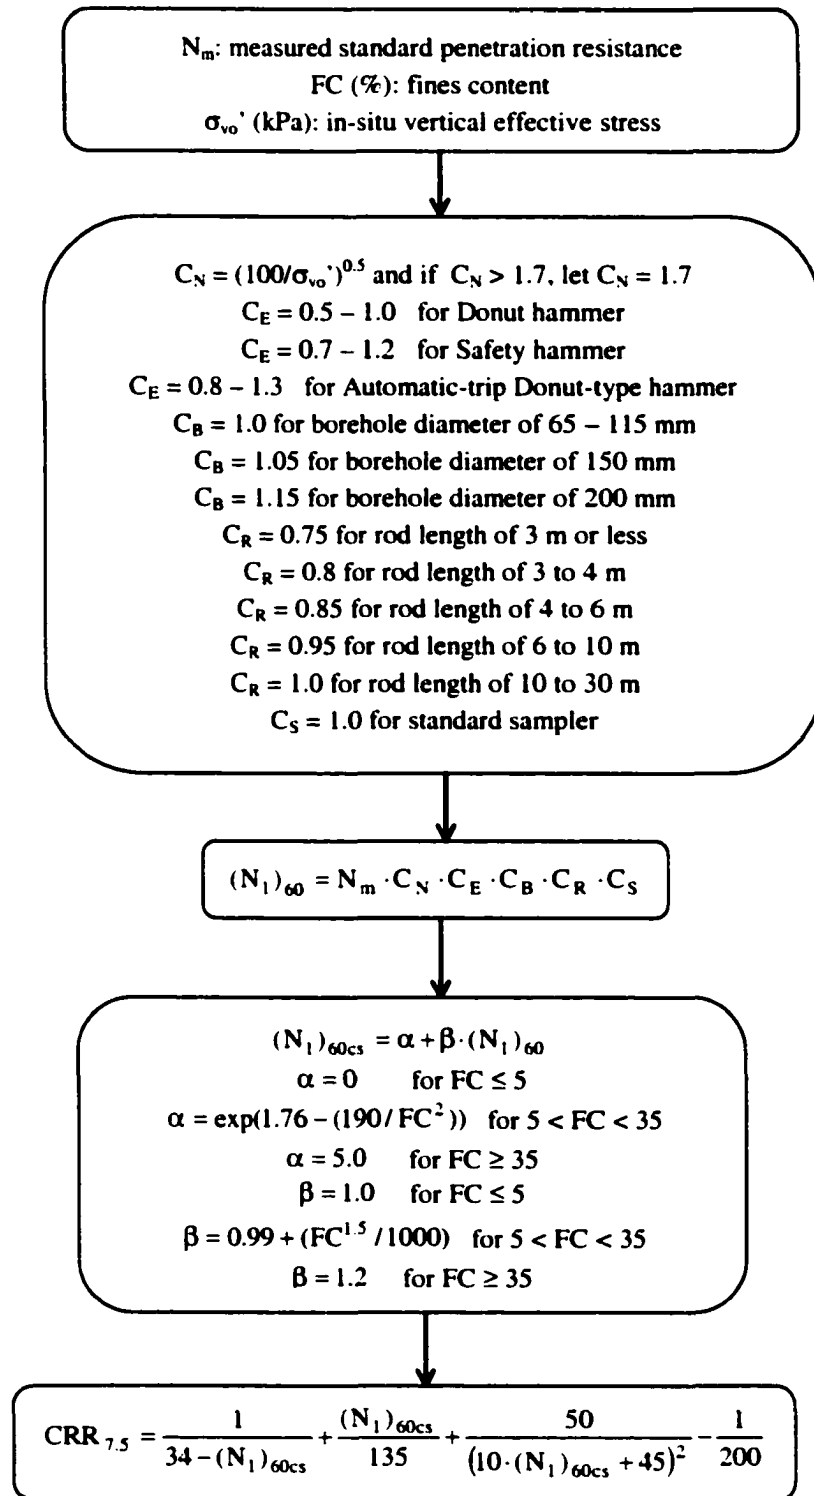 N_m: measured standard penetration resistance
FC (%): fines content
σ_vo' (kPa): in-situ vertical effective stress
C_N = (100/σ_vo')^0.5 and if C_N > 1.7, let C_N = 1.7
C_E = 0.5 – 1.0 for Donut hammer
C_E = 0.7 – 1.2 for Safety hammer
C_E = 0.8 – 1.3 for Automatic-trip Donut-type hammer
C_B = 1.0 for borehole diameter of 65 – 115 mm
C_B = 1.05 for borehole diameter of 150 mm
C_B = 1.15 for borehole diameter of 200 mm
C_R = 0.75 for rod length of 3 m or less
C_R = 0.8 for rod length of 3 to 4 m
C_R = 0.85 for rod length of 4 to 6 m
C_R = 0.95 for rod length of 6 to 10 m
C_R = 1.0 for rod length of 10 to 30 m
C_S = 1.0 for standard sampler
(N_1)_60 = N_m · C_N · C_E · C_B · C_R · C_S
(N_1)_60cs = α + β · (N_1)_60
α = 0 for FC ≤ 5
α = exp(1.76 – (190 / FC^2)) for 5 < FC < 35
α = 5.0 for FC ≥ 35
β = 1.0 for FC ≤ 5
β = 0.99 + (FC^1.5 / 1000) for 5 < FC < 35
β = 1.2 for FC ≥ 35
CRR_7.5 = 1 / (34 – (N_1)_60cs) + (N_1)_60cs / 135 + 50 / (10 · (N_1)_60cs + 45)^2 – 1 / 200